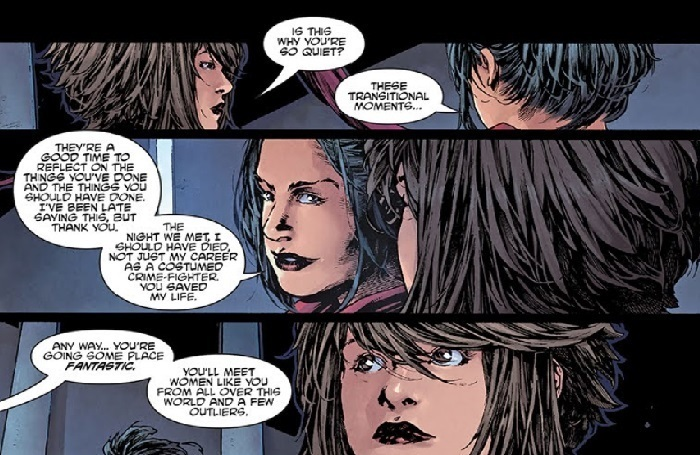 IS THIS
WHY YOU'RE
SO QUIET?
THESE
TRANSITIONAL
MOMENTS...
THEY'RE A
GOOD TIME TO
REFLECT ON THE
THINGS YOU'VE DONE
AND THE THINGS YOU
SHOULD HAVE DONE.
I'VE BEEN LATE
SAYING THIS, BUT
THANK YOU.
THE
NIGHT WE MET, I
SHOULD HAVE DIED,
NOT JUST MY CAREER
AS A COSTUMED
CRIME-FIGHTER.
YOU SAVED
MY LIFE.
ANY WAY... YOU'RE
GOING SOME PLACE
FANTASTIC.
YOU'LL MEET
WOMEN LIKE YOU
FROM ALL OVER THIS
WORLD AND A FEW
OUTLIERS.